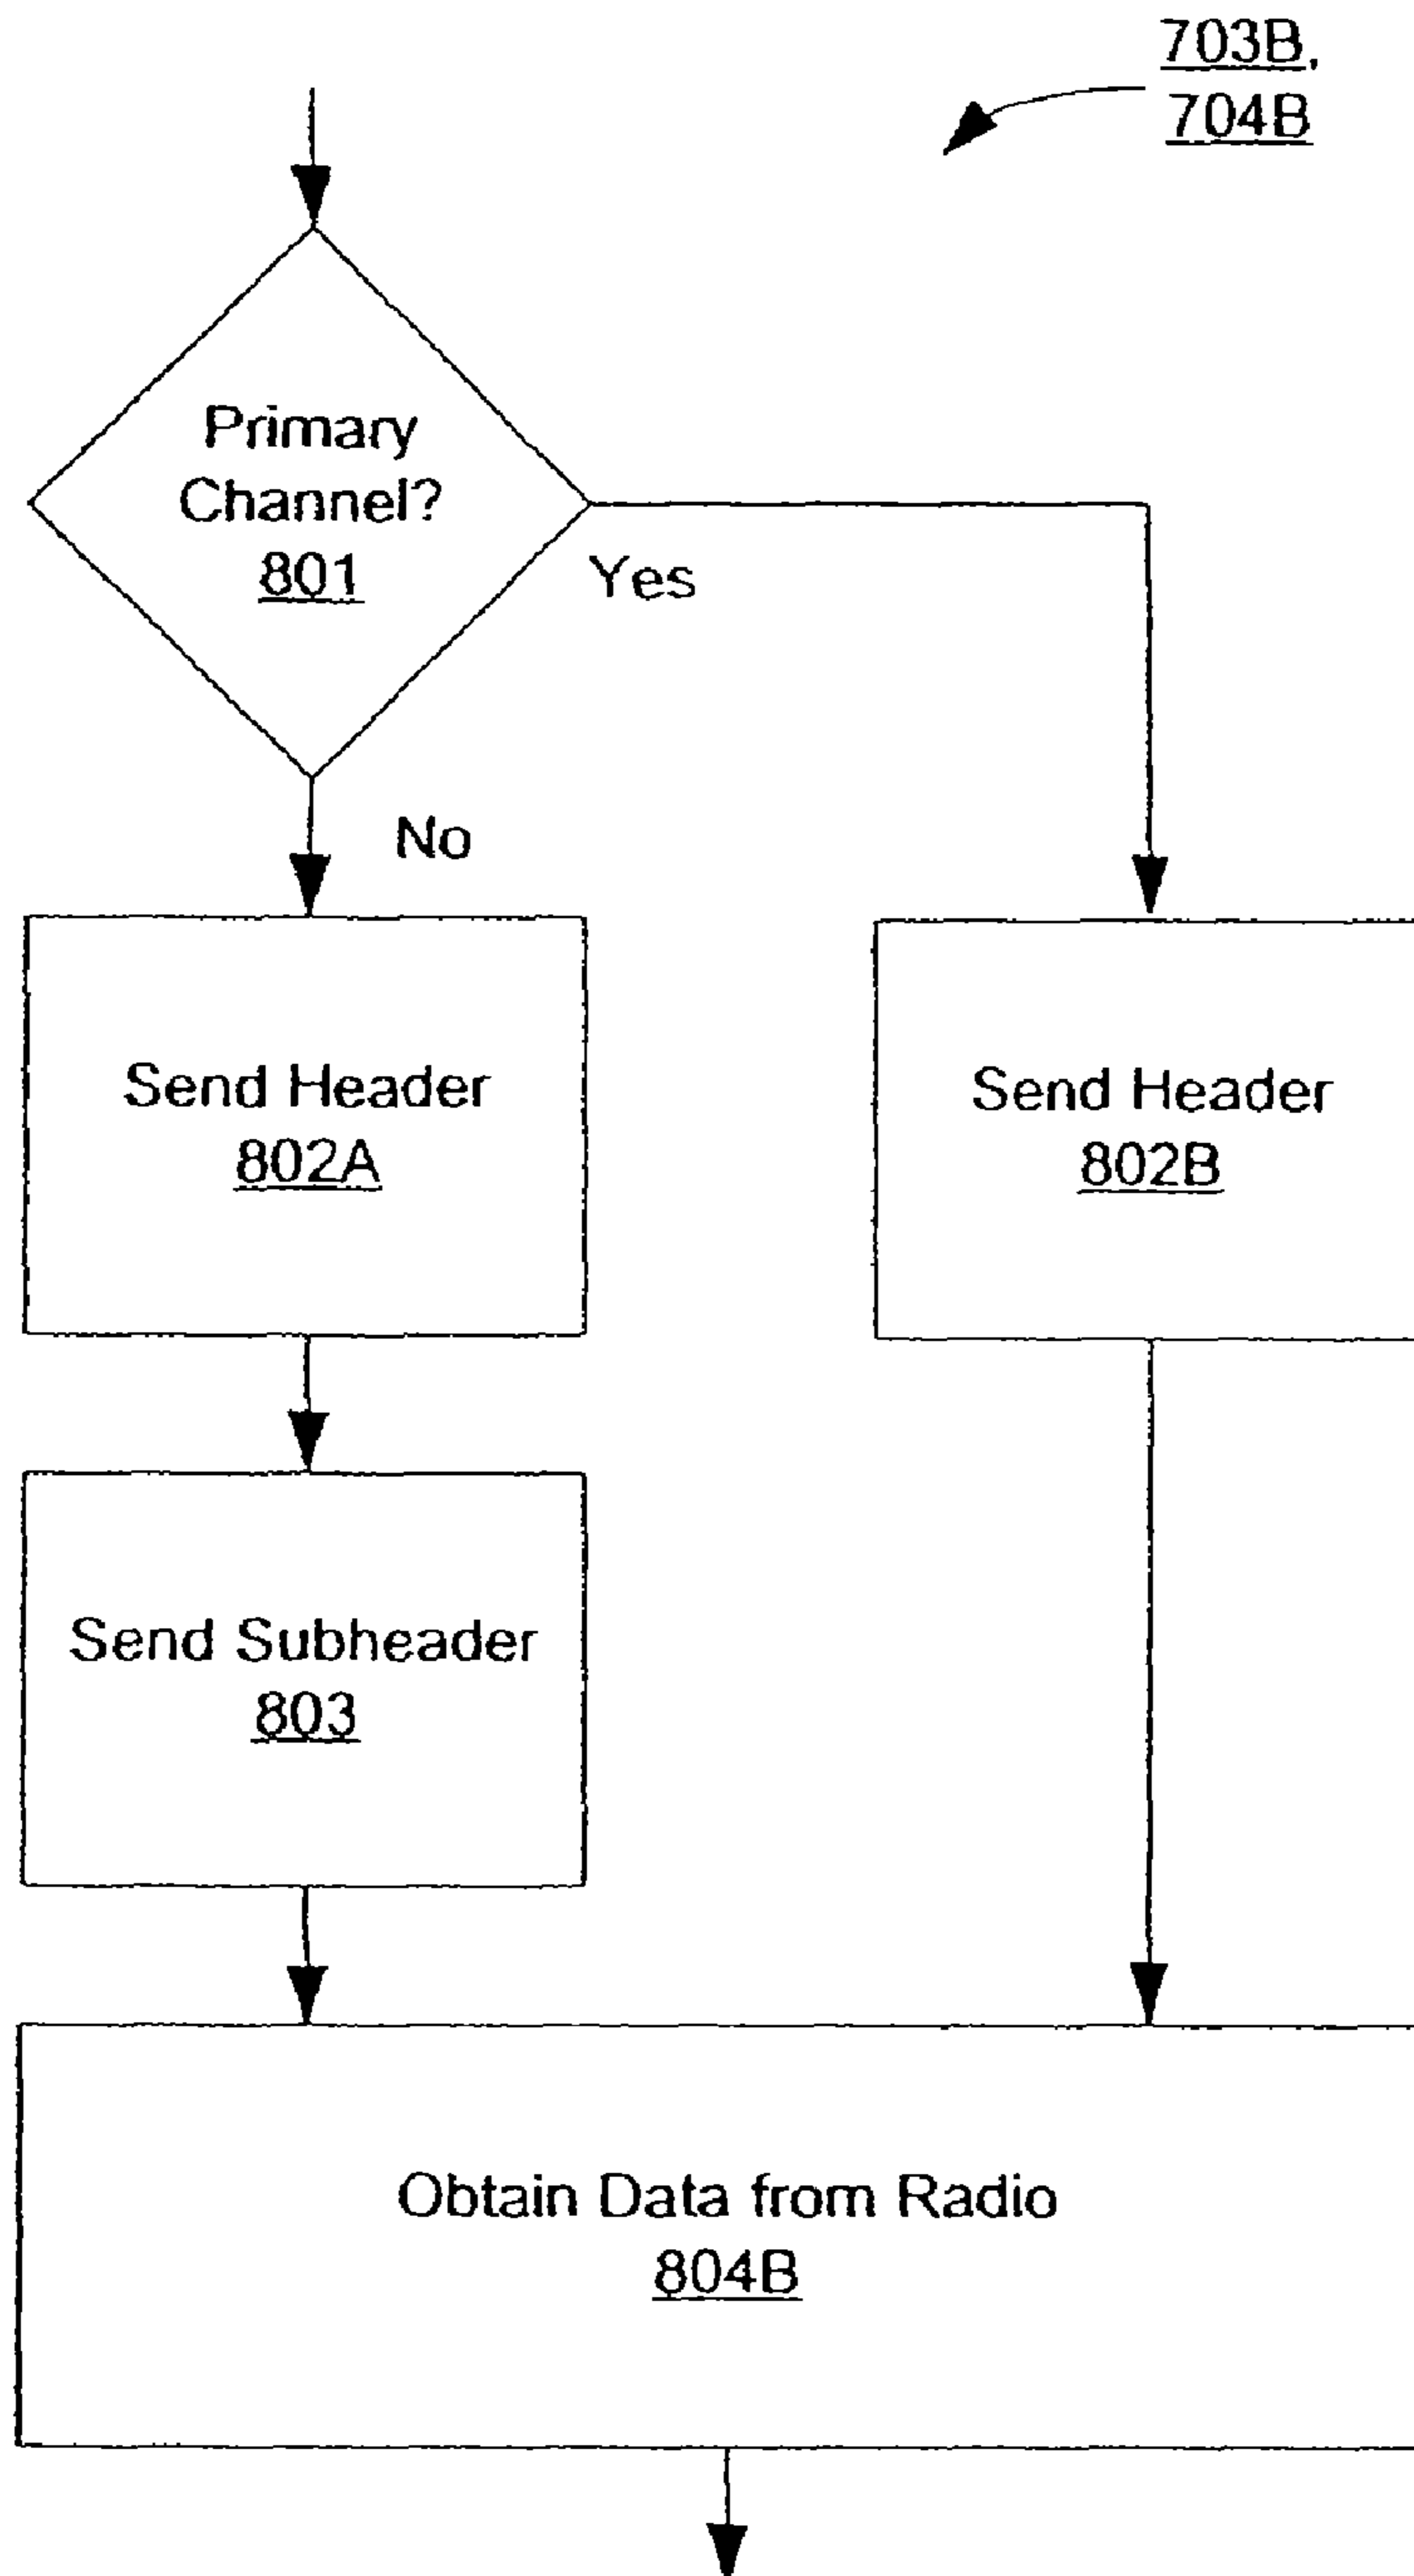 703B,
704B
Primary
Channel?
801
Yes
No
Send Header
802A
Send Header
802B
Send Subheader
803
Obtain Data from Radio
804B